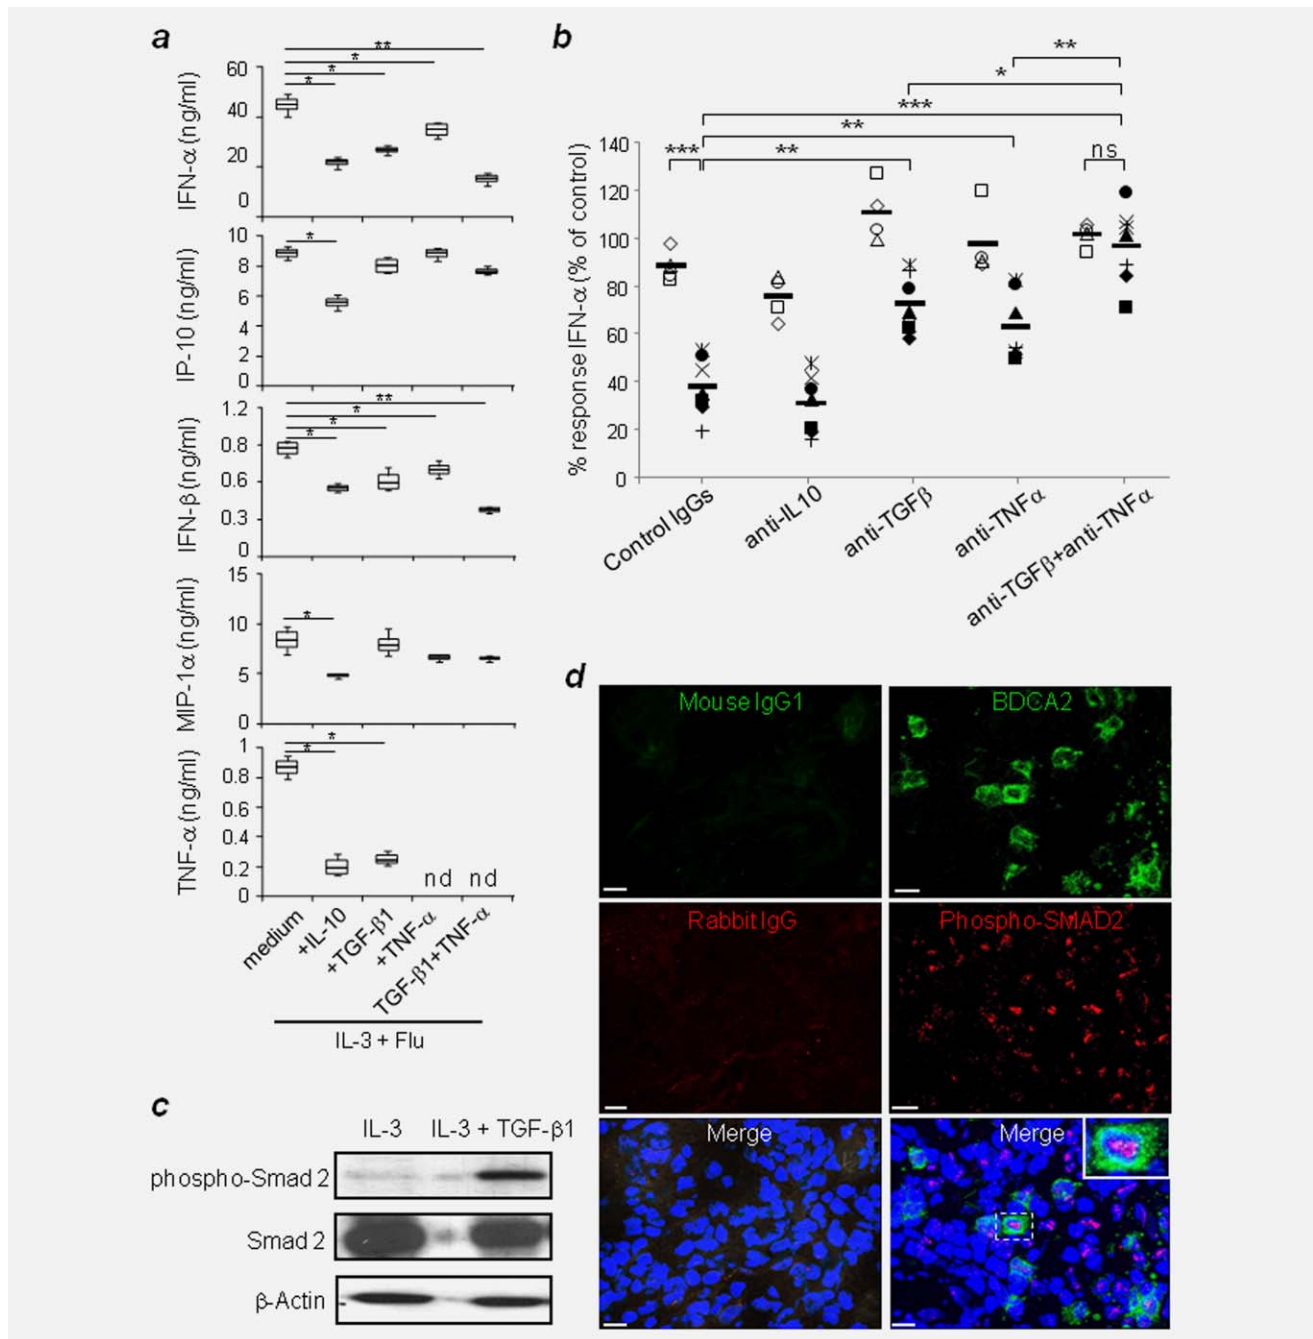 a
IFN-α (ng/ml)
60
40
20
0
**
*
*
*
IP-10 (ng/ml)
10
8
6
4
2
0
*
IFN-β (ng/ml)
1.2
0.8
0.6
0.3
0
**
*
*
*
MIP-1α (ng/ml)
15
10
5
0
*
TNF-α (ng/ml)
1
0.8
0.6
0.4
0.2
0
*
*
nd nd
medium
+IL-10
+TGF-β1
+TNF-α
TGF-β1+TNF-α
IL-3 + Flu
b
% response IFN-α (% of control)
140
120
100
80
60
40
20
0
**
*
***
**
*** **
ns
Control IgGs
anti-IL10
anti-TGFβ
anti-TNFα
anti-TGFβ+anti-TNFα
c
IL-3 IL-3 + TGF-β1
phospho-Smad 2
Smad 2
β-Actin
d
Mouse IgG1
BDCA2
Rabbit IgG
Phospho-SMAD2
Merge
Merge